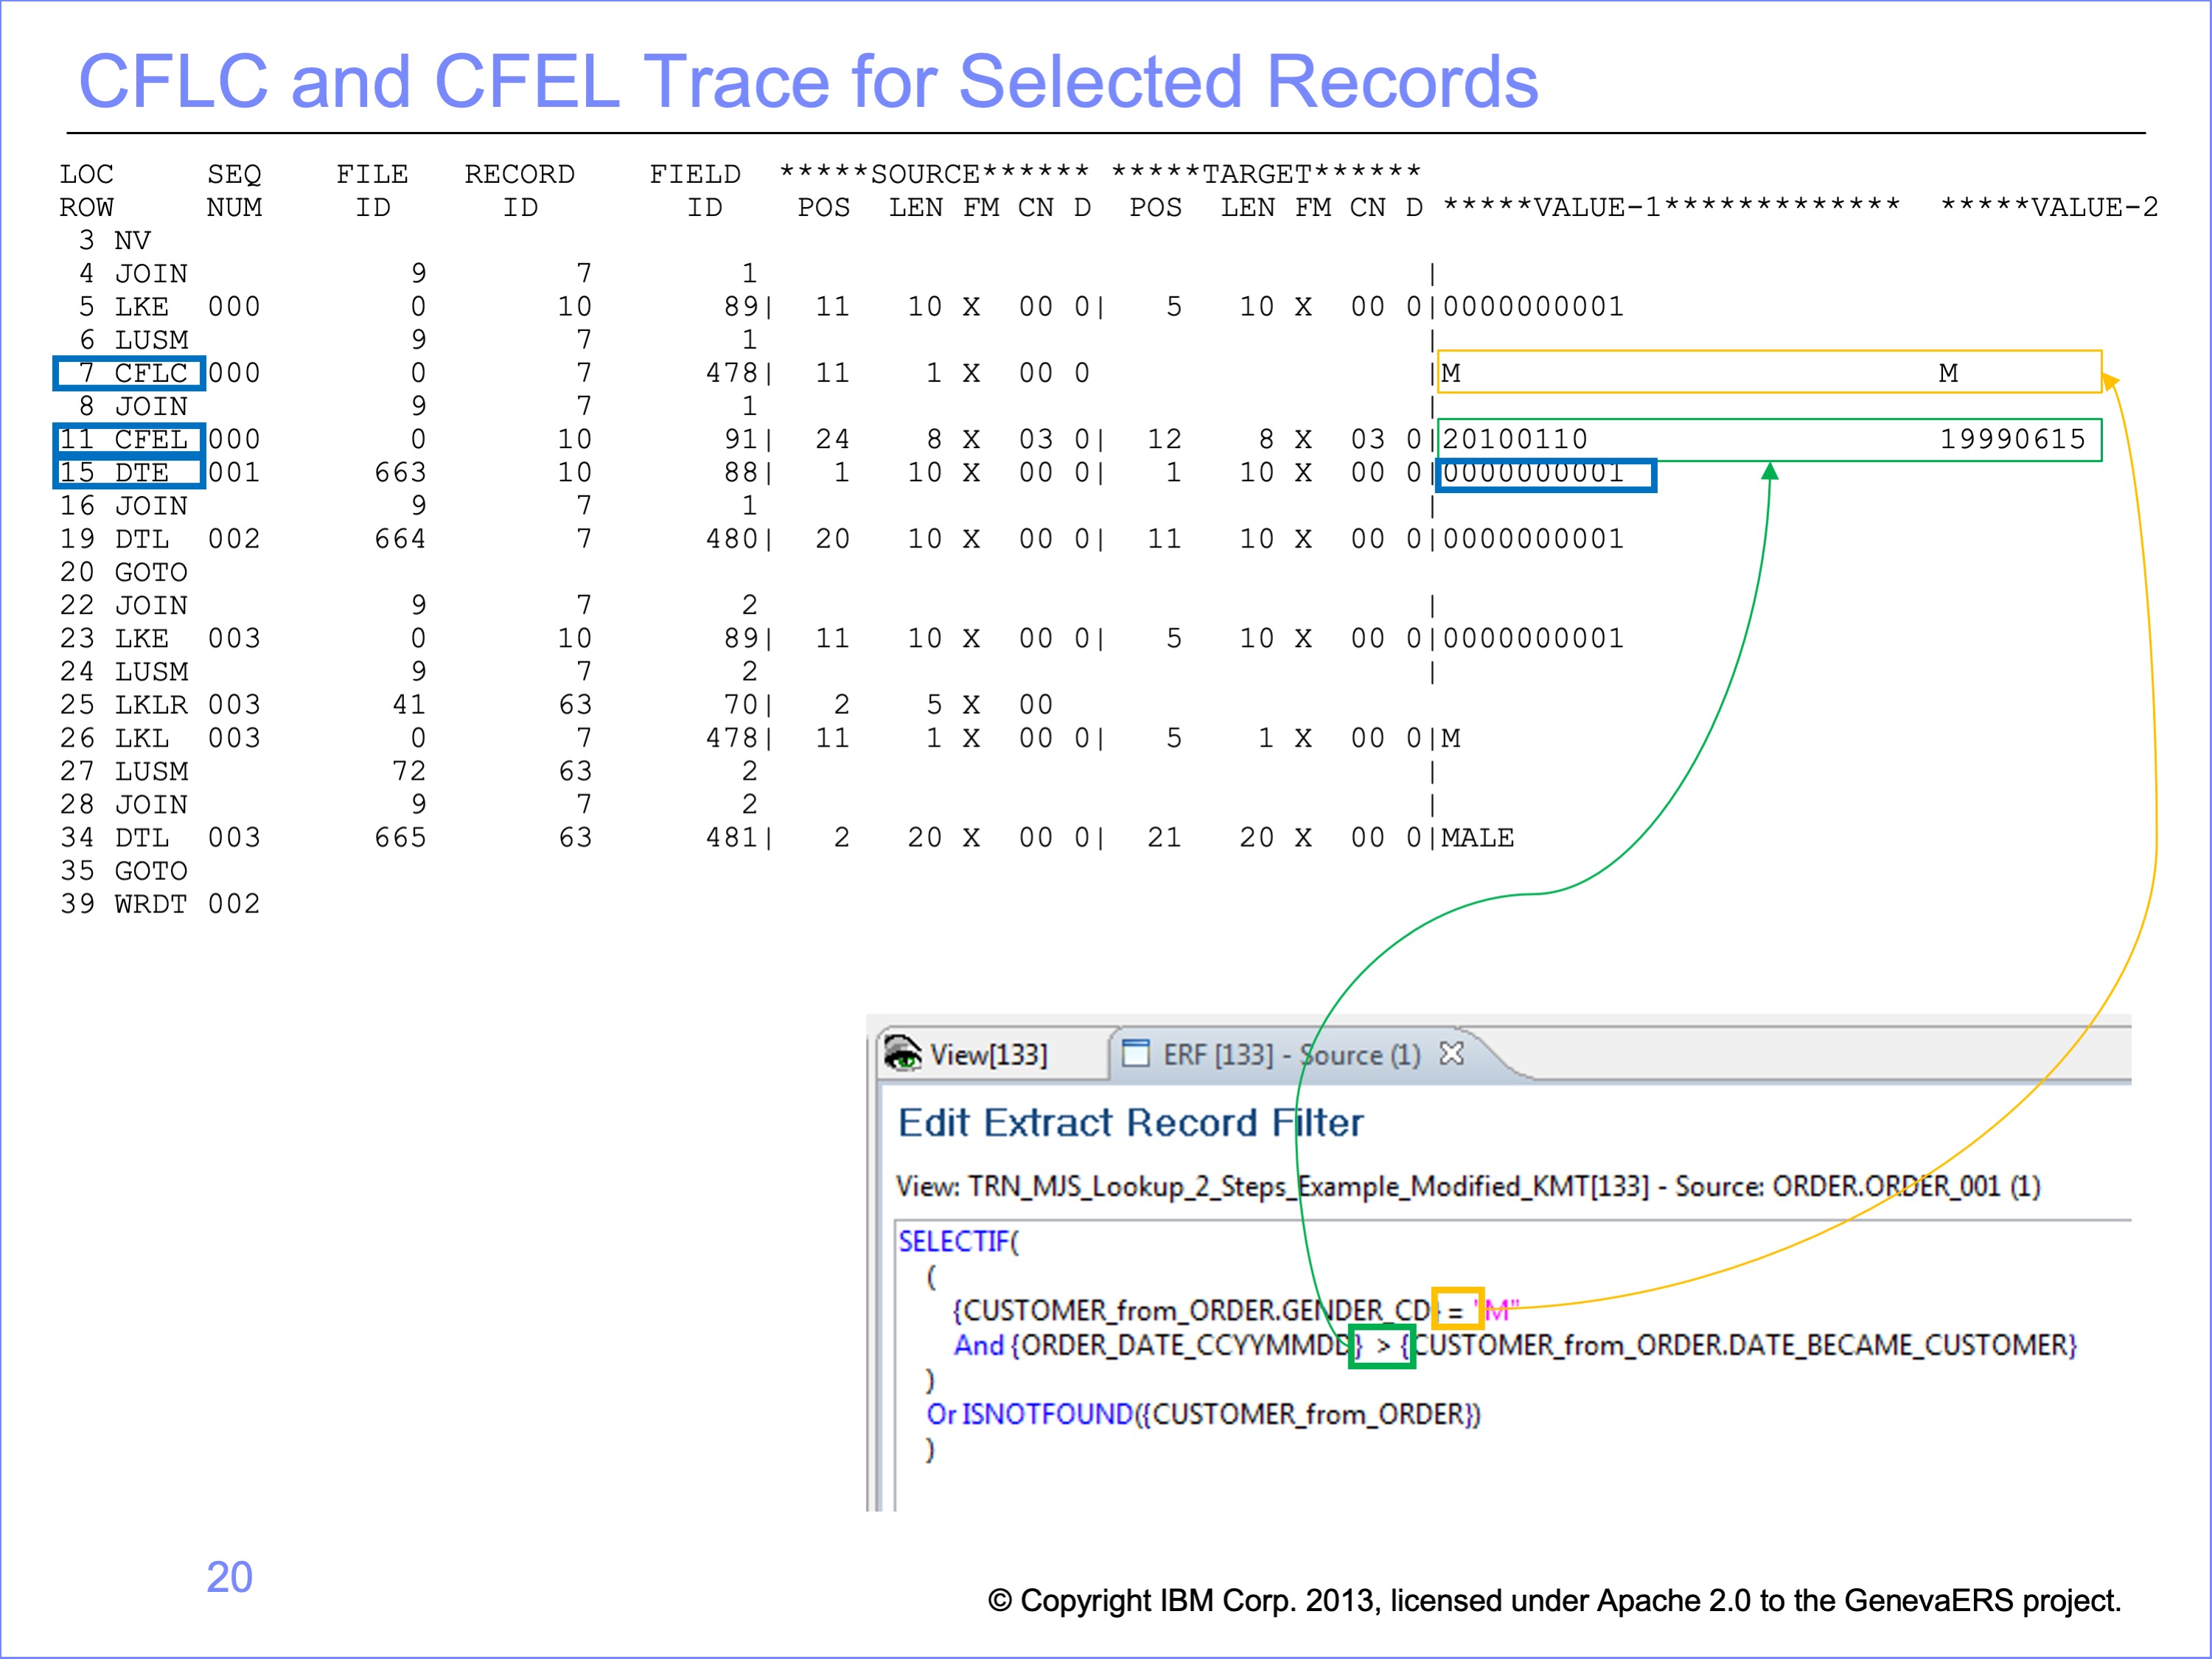 CFLC and CFEL Trace for Selected Records
LOC SEQ FILE RECORD FIELD *****SOURCE****** *****TARGET******
ROW NUM ID ID ID POS LEN FM CN D POS LEN FM CN D *****VALUE-1************* *****VALUE-2
3 NV
4 JOIN 9 7 1 |
5 LKE 000 0 10 89| 11 10 X 00 0| 5 10 X 00 0|0000000001
6 LUSM 9 7 1 |
7 CFLC 000 0 7 478| 11 1 X 00 0 |M M
8 JOIN 9 7 1 |
11 CFEL 000 0 10 91| 24 8 X 03 0| 12 8 X 03 0|20100110 19990615
15 DTE 001 663 10 88| 1 10 X 00 0| 1 10 X 00 0|0000000001
16 JOIN 9 7 1 |
19 DTL 002 664 7 480| 20 10 X 00 0| 11 10 X 00 0|0000000001
20 GOTO
22 JOIN 9 7 2 |
23 LKE 003 0 10 89| 11 10 X 00 0| 5 10 X 00 0|0000000001
24 LUSM 9 7 2 |
25 LKLR 003 41 63 70| 2 5 X 00
26 LKL 003 0 7 478| 11 1 X 00 0| 5 1 X 00 0|M
27 LUSM 72 63 2 |
28 JOIN 9 7 2 |
34 DTL 003 665 63 481| 2 20 X 00 0| 21 20 X 00 0|MALE
35 GOTO
39 WRDT 002
View[133] ERF [133] - Source (1)
Edit Extract Record Filter
View: TRN_MJS_Lookup_2_Steps_Example_Modified_KMT[133] - Source: ORDER.ORDER_001 (1)
SELECTIF(
(
{CUSTOMER_from_ORDER.GENDER_CD} = "M"
And {ORDER_DATE_CCYYMMDD} > {CUSTOMER_from_ORDER.DATE_BECAME_CUSTOMER}
)
Or ISNOTFOUND({CUSTOMER_from_ORDER})
)
20
© Copyright IBM Corp. 2013, licensed under Apache 2.0 to the GenevaERS project.